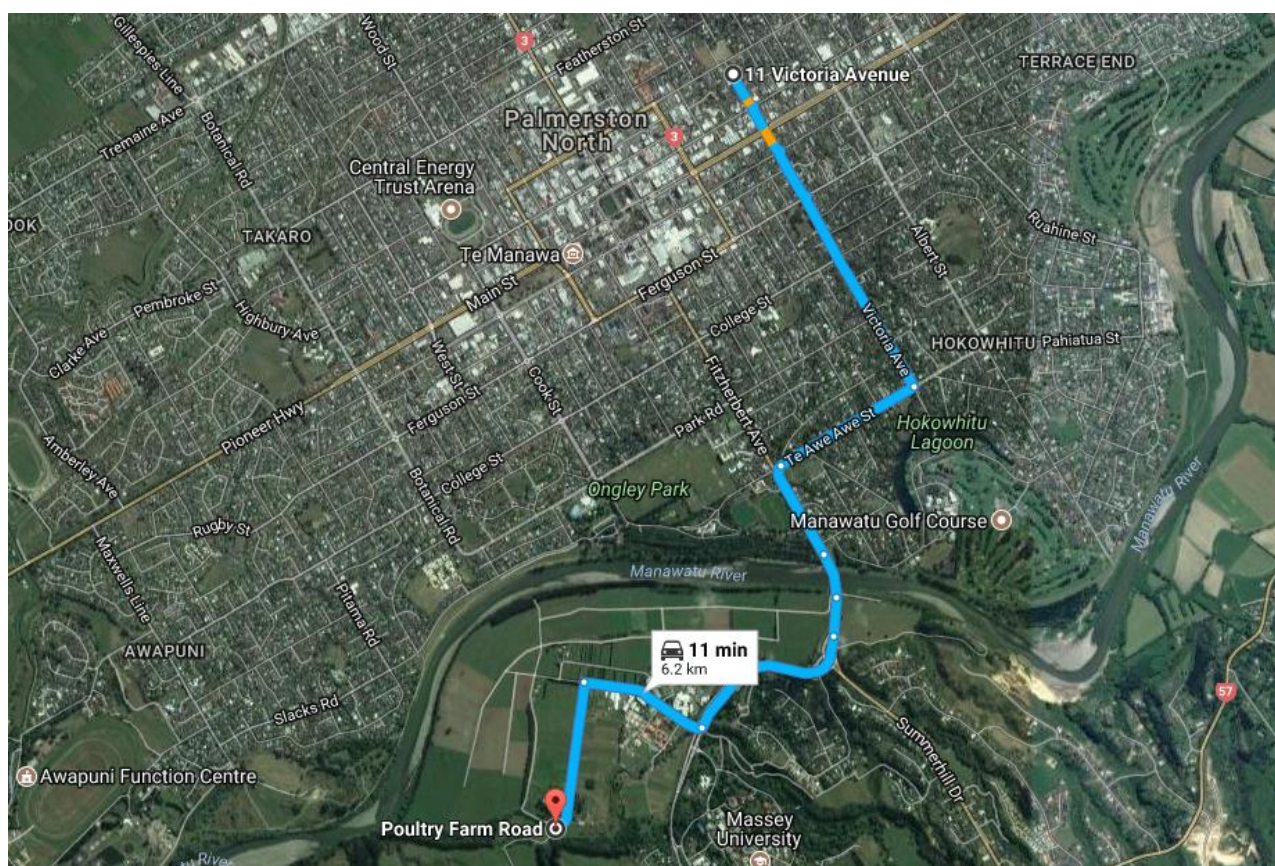 Gillespies Line
Wood St
3
Featherston St
11 Victoria Avenue
TERRACE END
Tremaine Ave
Botanical Rd
Palmerston
North
3
Central Energy
Trust Arena
OOK
TAKARO
Te Manawa
Albert St
Ruahine St
Pembroke St
Main St
Ferguson St
Clarke Ave
Highbury Ave
College St
Victoria Ave
HOKOWHITU
Pahiatua St
West St
Cook St
Fitzherbert Ave
Ferguson St
Pioneer Hwy
Park Rd
Te Awe Awe St
Hokowhitu
Lagoon
Amberley Ave
College St
Botanical Rd
Ongley Park
Manawatu Golf Course
Manawatu River
Rugby St
Maxwells Line
Manawatu River
Pitama Rd
AWAPUNI
11 min
6.2 km
57
Slacks Rd
Summerhill Dr
Awapuni Function Centre
Poultry Farm Road
Massey
University
River